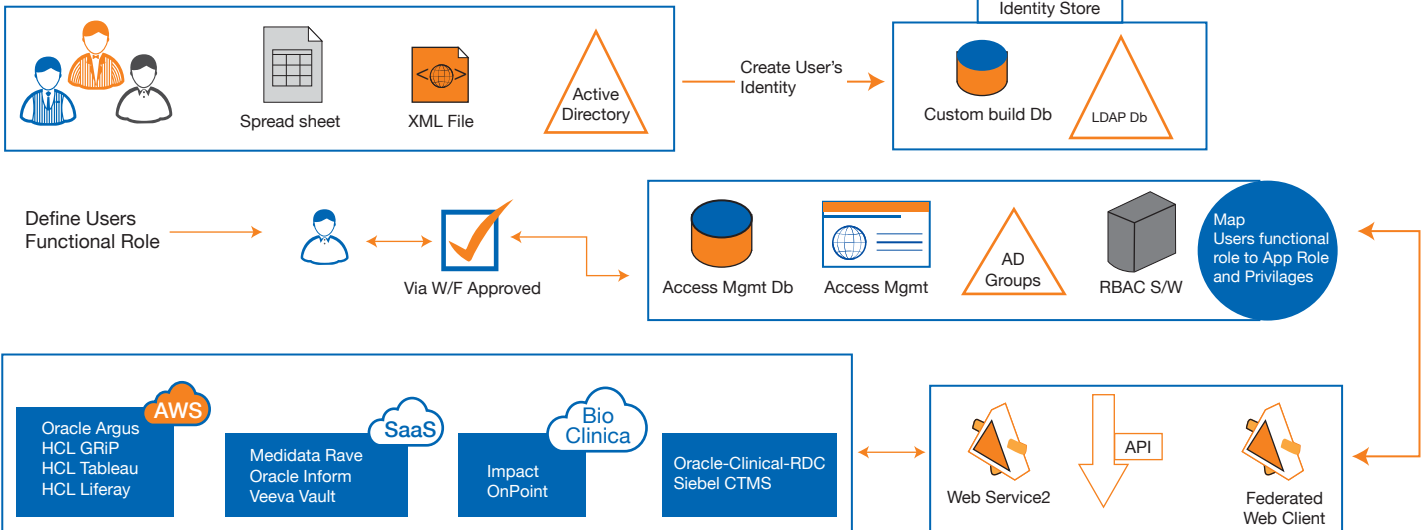 Identity Store
Spread sheet
XML File
Active
Directory
Create User's
Identity
Custom build Db
LDAP Db
Define Users
Functional Role
Via W/F Approved
Access Mgmt Db
Access Mgmt
AD
Groups
RBAC S/W
Map
Users functional
role to App Role
and Privilages
AWS
Oracle Argus
HCL GRiP
HCL Tableau
HCL Liferay
SaaS
Medidata Rave
Oracle Inform
Veeva Vault
Bio
Clinica
Impact
OnPoint
Oracle-Clinical-RDC
Siebel CTMS
Web Service2
API
Federated
Web Client